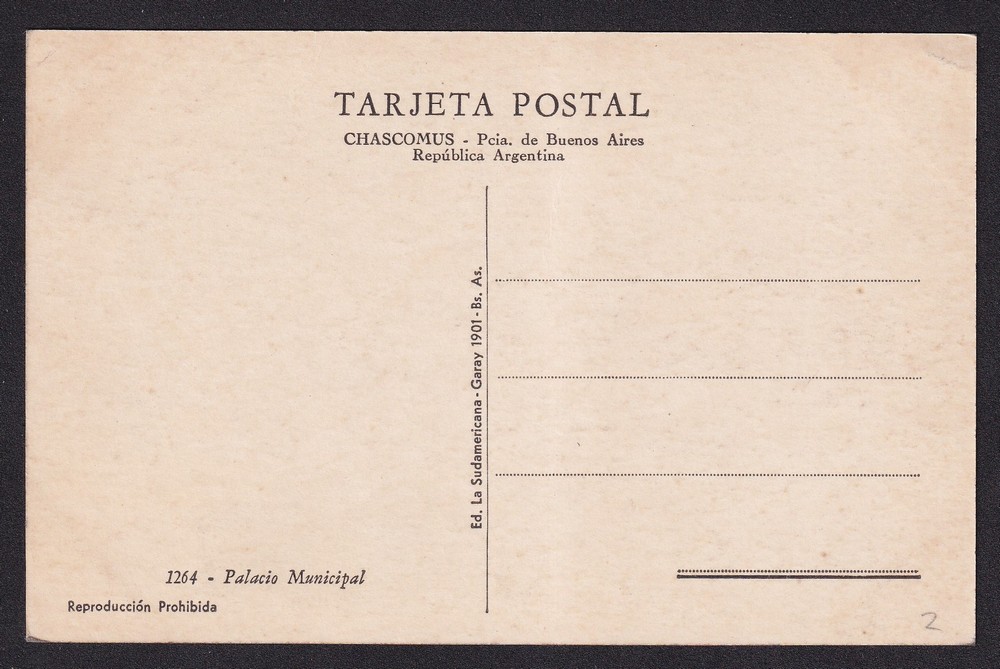 TARJETA POSTAL
CHASCOMUS - Pcia. de Buenos Aires
República Argentina
Ed. La Sudamericana - Garay 1901 - Bs. As.
1264 - Palacio Municipal
Reproducción Prohibida
2